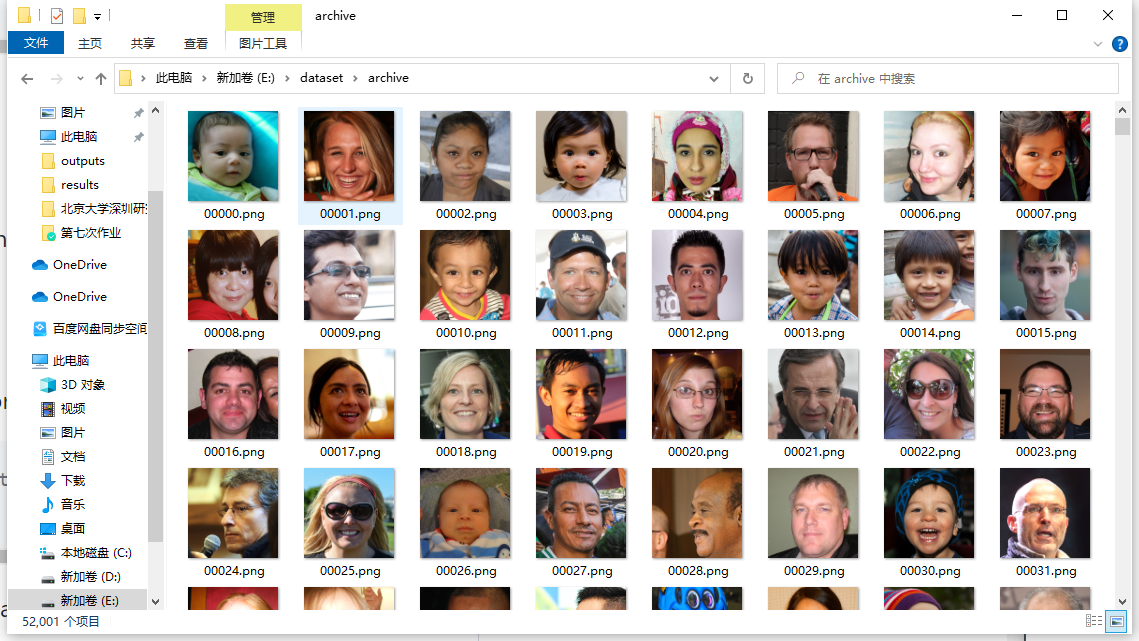 管理
archive
文件
主页
共享
查看
图片工具
此电脑 › 新加卷 (E:) › dataset › archive
在 archive 中搜索
图片
此电脑
outputs
results
北京大学深圳研
第七次作业
OneDrive
OneDrive
百度网盘同步空间
此电脑
3D 对象
视频
图片
文档
下载
音乐
桌面
本地磁盘 (C:)
新加卷 (D:)
新加卷 (E:)
00000.png
00001.png
00002.png
00003.png
00004.png
00005.png
00006.png
00007.png
00008.png
00009.png
00010.png
00011.png
00012.png
00013.png
00014.png
00015.png
00016.png
00017.png
00018.png
00019.png
00020.png
00021.png
00022.png
00023.png
00024.png
00025.png
00026.png
00027.png
00028.png
00029.png
00030.png
00031.png
52,001 个项目